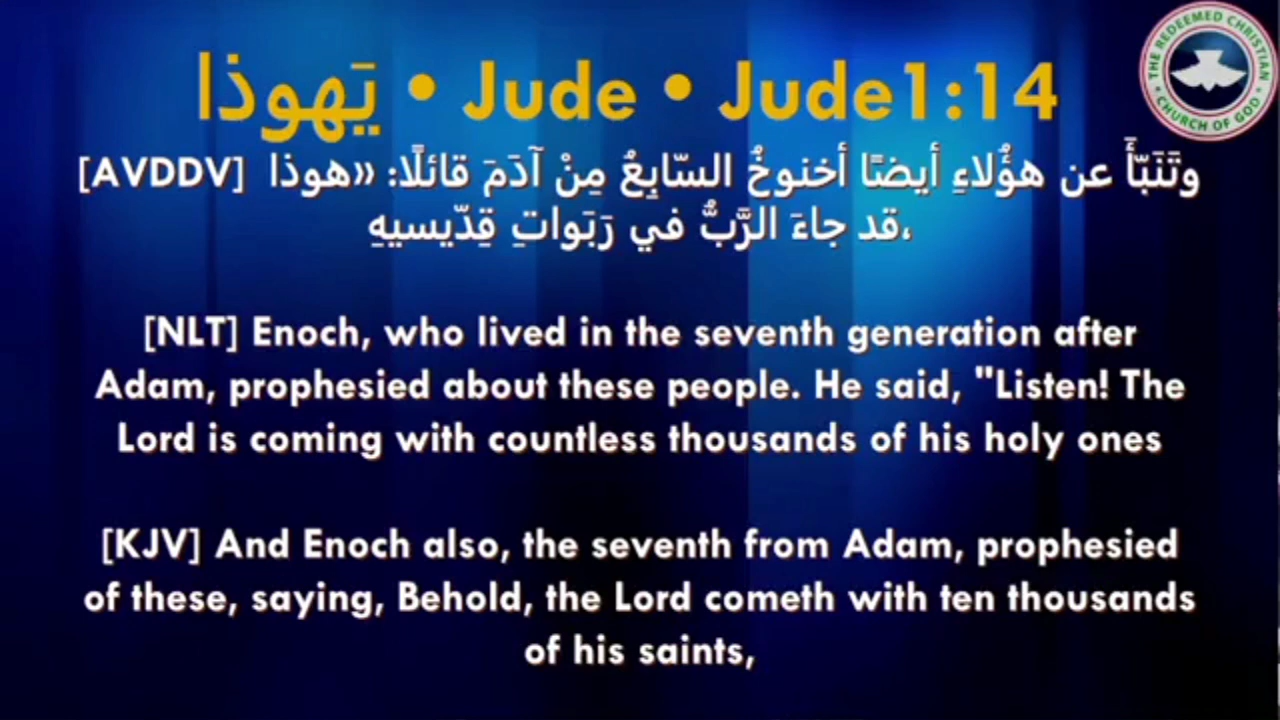 يَهوذا • Jude • Jude1:14
[AVDDV] وتَنَبّأَ عن هؤُلاءِ أيضًا أخنوخُ السّابِعُ مِنْ آدَمَ قائلًا: «هوذا
قد جاءَ الرَّبُّ في رَبَواتِ قِدّيسيهِ،
[NLT] Enoch, who lived in the seventh generation after
Adam, prophesied about these people. He said, "Listen! The
Lord is coming with countless thousands of his holy ones
[KJV] And Enoch also, the seventh from Adam, prophesied
of these, saying, Behold, the Lord cometh with ten thousands
of his saints,
THE REDEEMED CHRISTIAN
CHURCH OF GOD